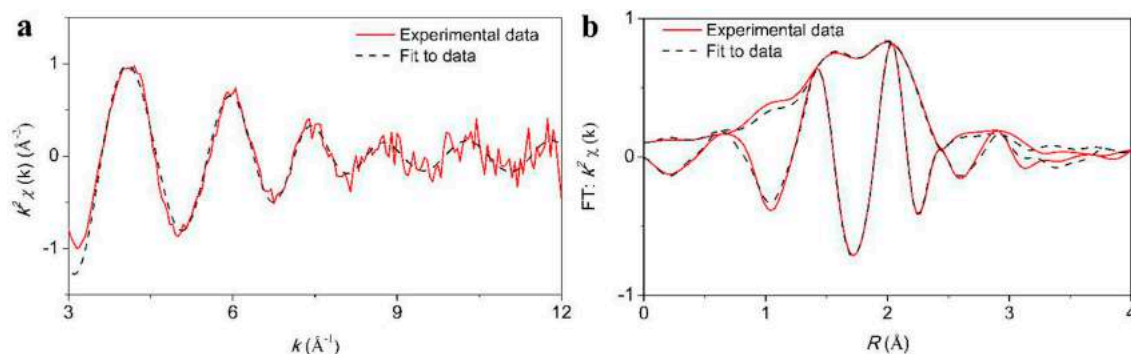 a
Experimental data
Fit to data
k² χ (k) (Å⁻³)
1
0
-1
3
6
9
12
k (Å⁻¹)
b
Experimental data
Fit to data
FT: k² χ (k)
1
0
-1
0
1
2
3
4
R (Å)